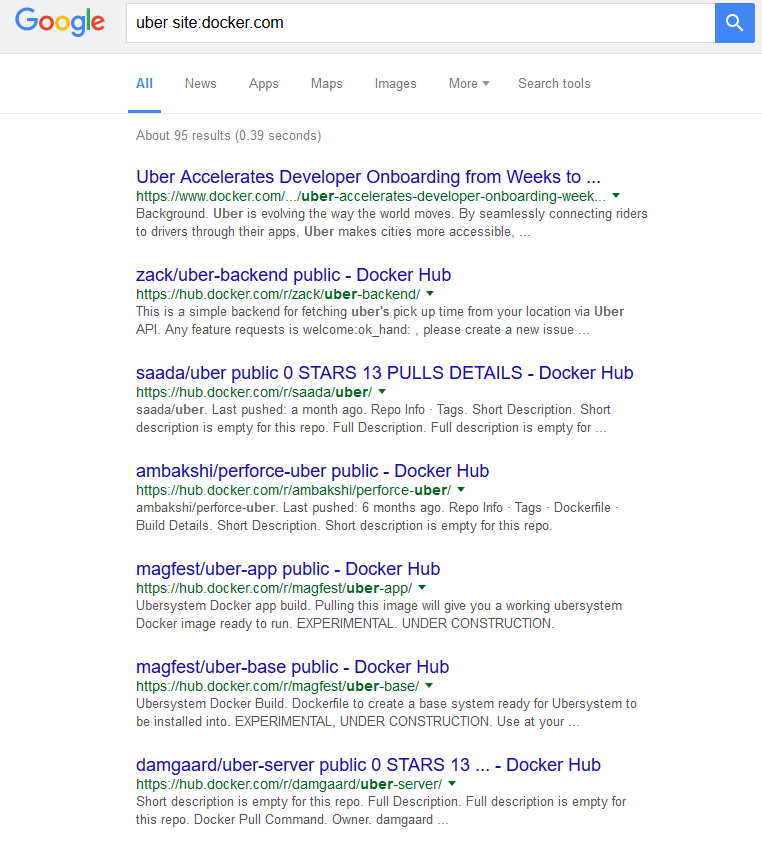 Google
uber site:docker.com
All News Apps Maps Images More Search tools
About 95 results (0.39 seconds)
Uber Accelerates Developer Onboarding from Weeks to ...
https://www.docker.com/.../uber-accelerates-developer-onboarding-week...
Background. Uber is evolving the way the world moves. By seamlessly connecting riders
to drivers through their apps, Uber makes cities more accessible, ...
zack/uber-backend public - Docker Hub
https://hub.docker.com/r/zack/uber-backend/
This is a simple backend for fetching uber's pick up time from your location via Uber
API. Any feature requests is welcome:ok_hand: , please create a new issue ...
saada/uber public 0 STARS 13 PULLS DETAILS - Docker Hub
https://hub.docker.com/r/saada/uber/
saada/uber. Last pushed: a month ago. Repo Info · Tags. Short Description. Short
description is empty for this repo. Full Description. Full description is empty for ...
ambakshi/perforce-uber public - Docker Hub
https://hub.docker.com/r/ambakshi/perforce-uber/
ambakshi/perforce-uber. Last pushed: 6 months ago. Repo Info · Tags · Dockerfile ·
Build Details. Short Description. Short description is empty for this repo.
magfest/uber-app public - Docker Hub
https://hub.docker.com/r/magfest/uber-app/
Ubersystem Docker app build. Pulling this image will give you a working ubersystem
Docker image ready to run. EXPERIMENTAL. UNDER CONSTRUCTION.
magfest/uber-base public - Docker Hub
https://hub.docker.com/r/magfest/uber-base/
Ubersystem Docker Build. Dockerfile to create a base system ready for Ubersystem to
be installed into. EXPERIMENTAL, UNDER CONSTRUCTION. Use at your ...
damgaard/uber-server public 0 STARS 13 ... - Docker Hub
https://hub.docker.com/r/damgaard/uber-server/
Short description is empty for this repo. Full Description. Full description is empty for
this repo. Docker Pull Command. Owner. damgaard ...